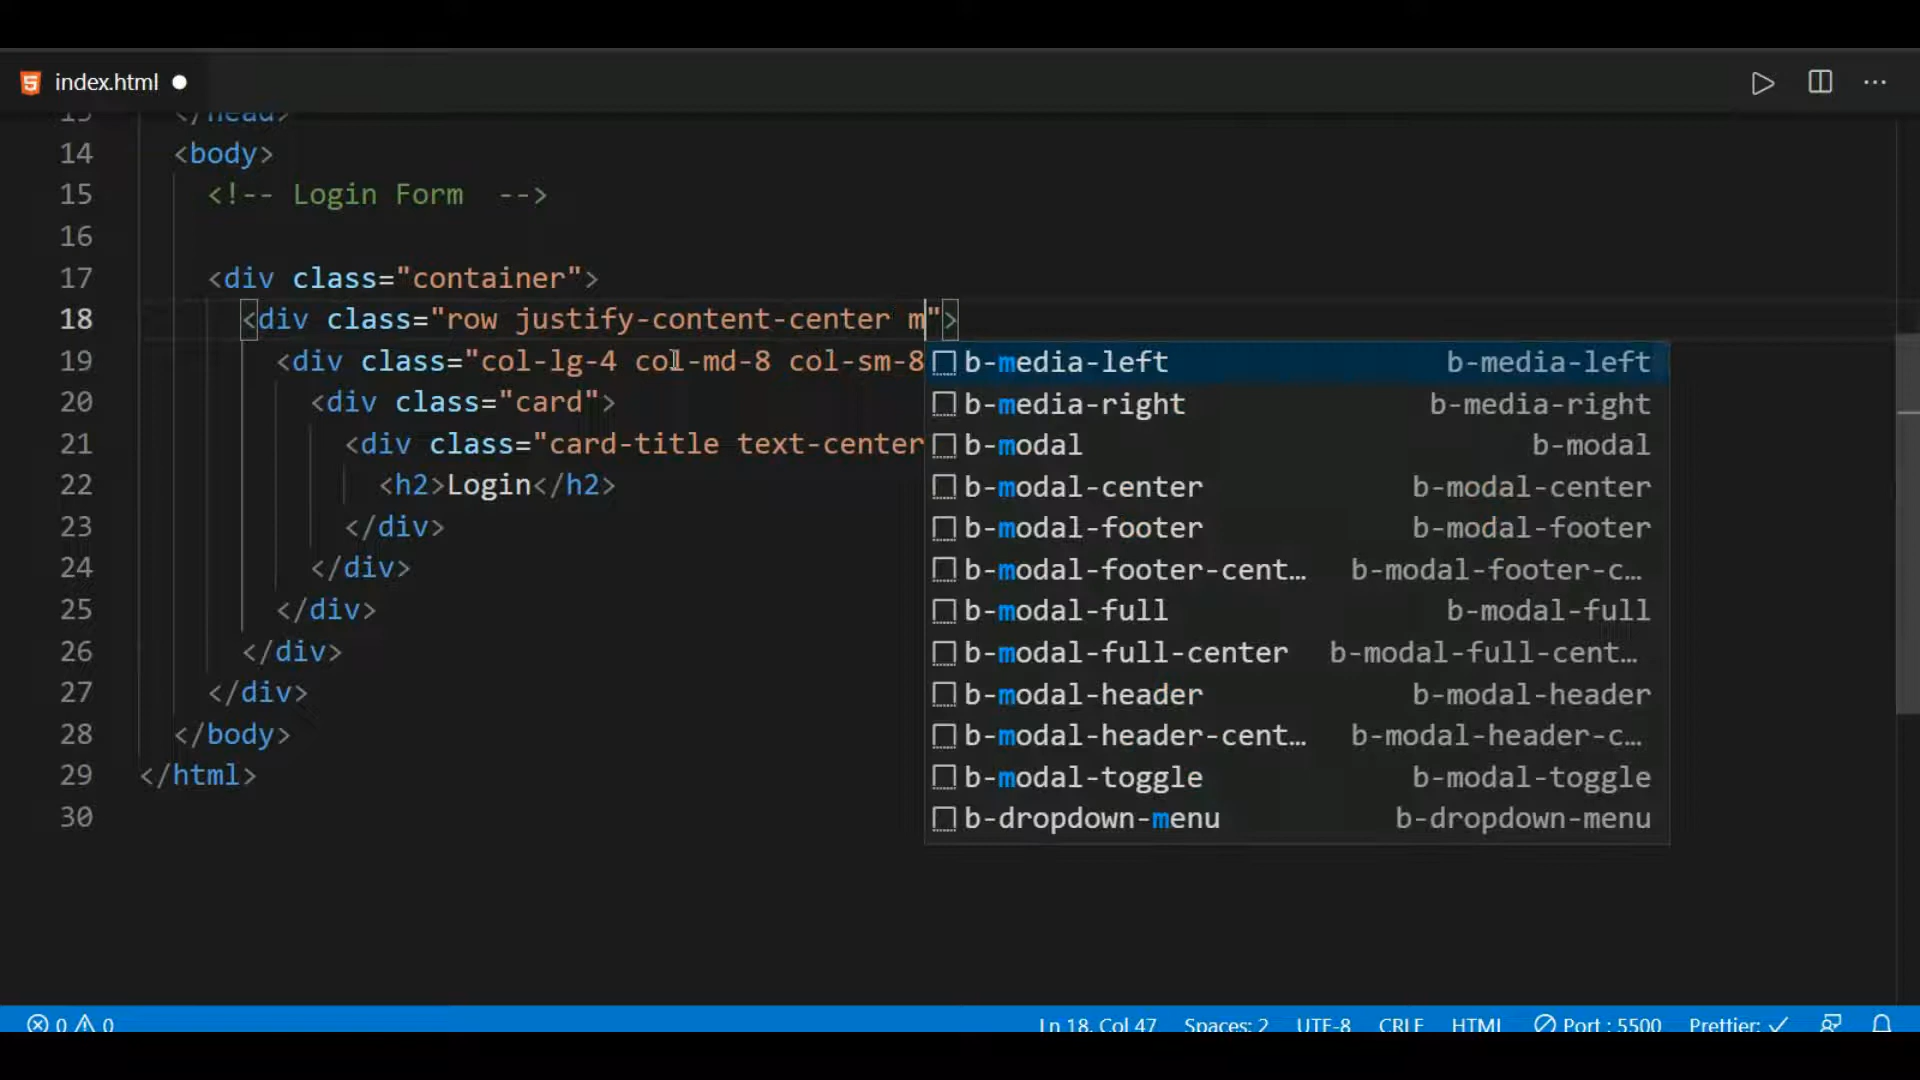 index.html
13 </head>
14 <body>
15 <!-- Login Form -->
16
17 <div class="container">
18 <div class="row justify-content-center m">
19 <div class="col-lg-4 col-md-8 col-sm-8
20 <div class="card">
21 <div class="card-title text-center
22 <h2>Login</h2>
23 </div>
24 </div>
25 </div>
26 </div>
27 </div>
28 </body>
29 </html>
30
b-media-left b-media-left
b-media-right b-media-right
b-modal b-modal
b-modal-center b-modal-center
b-modal-footer b-modal-footer
b-modal-footer-cent… b-modal-footer-c…
b-modal-full b-modal-full
b-modal-full-center b-modal-full-cent…
b-modal-header b-modal-header
b-modal-header-cent… b-modal-header-c…
b-modal-toggle b-modal-toggle
b-dropdown-menu b-dropdown-menu
0 0 Ln 18, Col 47 Spaces: 2 UTF-8 CRLF HTML Port : 5500 Prettier: ✓